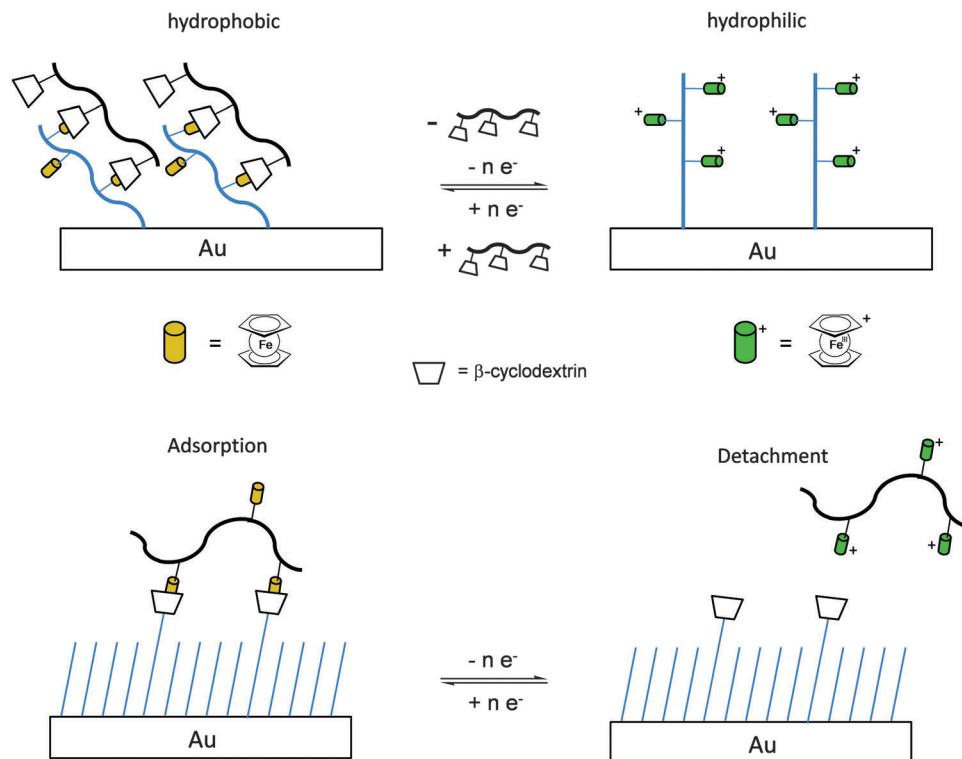 hydrophobic
hydrophilic
-
- n e-
+ n e-
+
+
+
+
+
+
+
Au
Au
= Fe
+ = Fe III +
= β-cyclodextrin
Adsorption
Detachment
+
+
+
- n e-
+ n e-
Au
Au